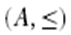 (A, ≤)